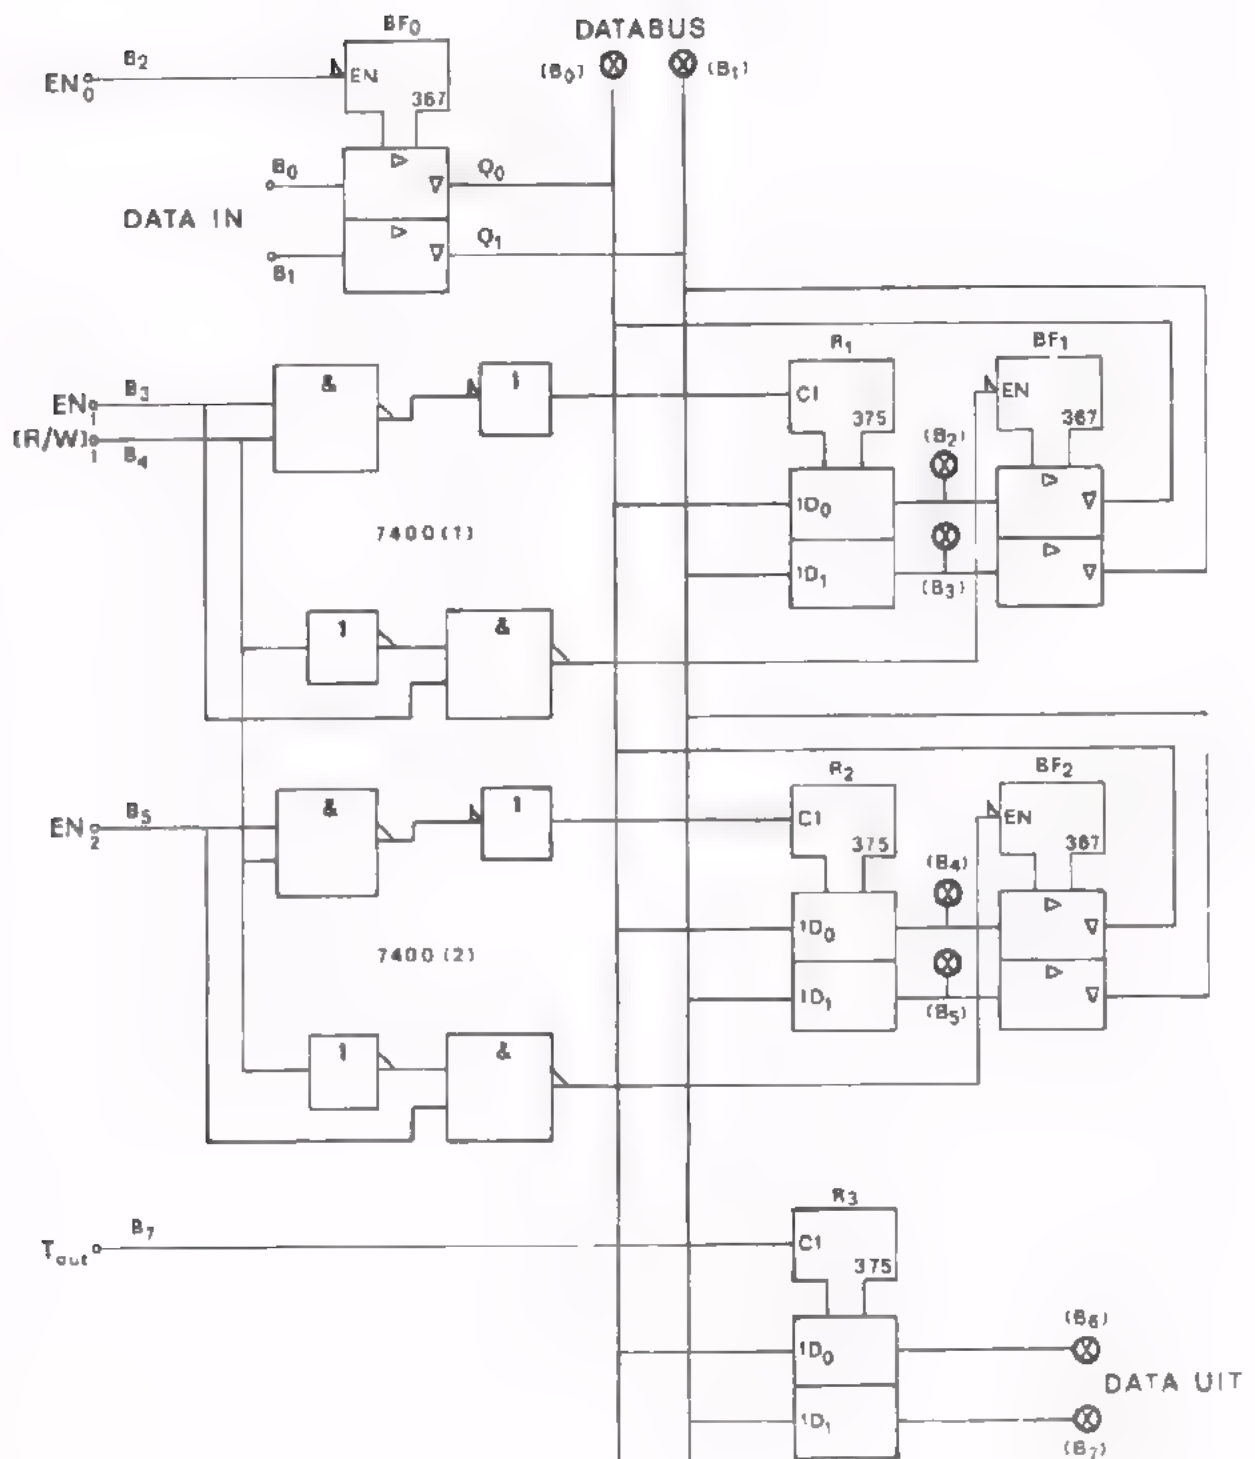 BF0
DATABUS
B2
(B0)
(B1)
EN0
EN
367
B0
Q0
DATA IN
Q1
B1
R1
BF1
B3
&
1
C1
EN
EN1
375
367
(R/W)1
B4
(B2)
1D0
7400(1)
1D1
(B3)
1
&
R2
BF2
B5
&
1
C1
EN
EN2
375
367
(B4)
1D0
7400(2)
1D1
(B5)
1
&
R3
B7
Tout
C1
375
(B6)
1D0
DATA UIT
1D1
(B7)